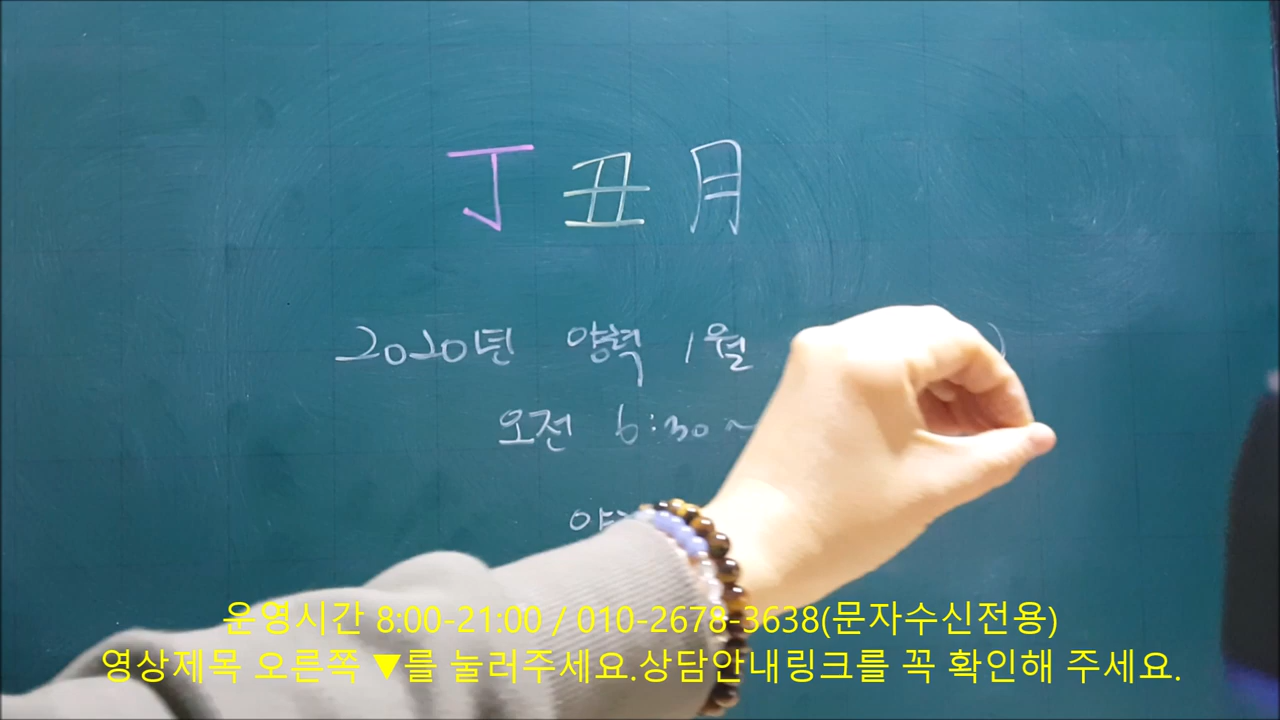 丁丑月
2020년 양력 1월 )
오전 6:30~
양
운영시간 8:00-21:00 / 010-2678-3638(문자수신전용)
영상제목 오른쪽 ▼를 눌러주세요.상담안내링크를 꼭 확인해 주세요.